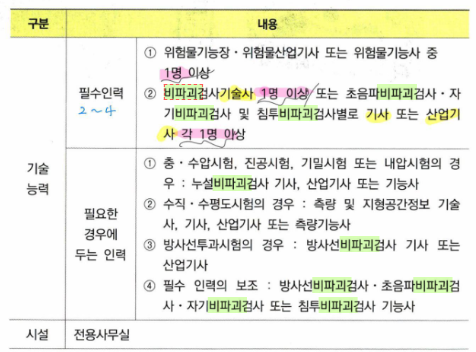 구분 내용
① 위험물기능장·위험물산업기사 또는 위험물기능사 중
1명 이상
필수인력
② 비파괴검사기술사 1명 이상 또는 초음파비파괴검사·자
2~4
기비파괴검사 및 침투비파괴검사별로 기사 또는 산업기
사 각 1명 이상
기술
능력
① 충·수압시험, 진공시험, 기밀시험 또는 내압시험의 경
우 : 누설비파괴검사 기사, 산업기사 또는 기능사
② 수직·수평도시험의 경우 : 측량 및 지형공간정보 기술
필요한
사, 기사, 산업기사 또는 측량기능사
경우에
두는 인력
③ 방사선투과시험의 경우 : 방사선비파괴검사 기사 또는
산업기사
④ 필수 인력의 보조 : 방사선비파괴검사·초음파비파괴검
사·자기비파괴검사 또는 침투비파괴검사 기능사
시설 전용사무실